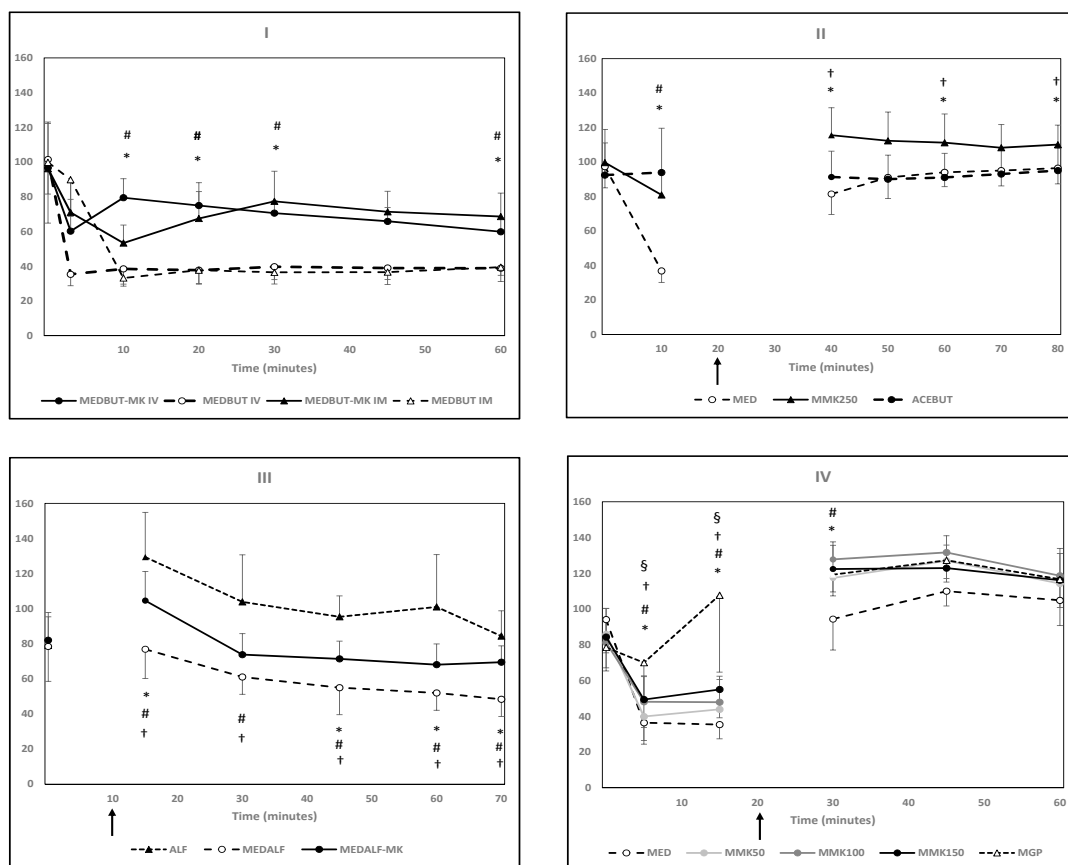 I
160
140
120
100
80
60
40
20
0
# # # #
* * * *
10 20 30 40 50 60
Time (minutes)
MEDBUT-MK IV MEDBUT IV MEDBUT-MK IM MEDBUT IM
II
160
140
120
100
80
60
40
20
0
# † † †
* * * *
10 20 30 40 50 60 70 80
Time (minutes)
MED MMK250 ACEBUT
III
160
140
120
100
80
60
40
20
0
* * * *
# # # # #
† † † † †
10 20 30 40 50 60 70
Time (minutes)
ALF MEDALF MEDALF-MK
IV
160
140
120
100
80
60
40
20
0
§ §
† †
# # #
* * *
10 20 30 40 50 60
Time (minutes)
MED MMK50 MMK100 MMK150 MGP